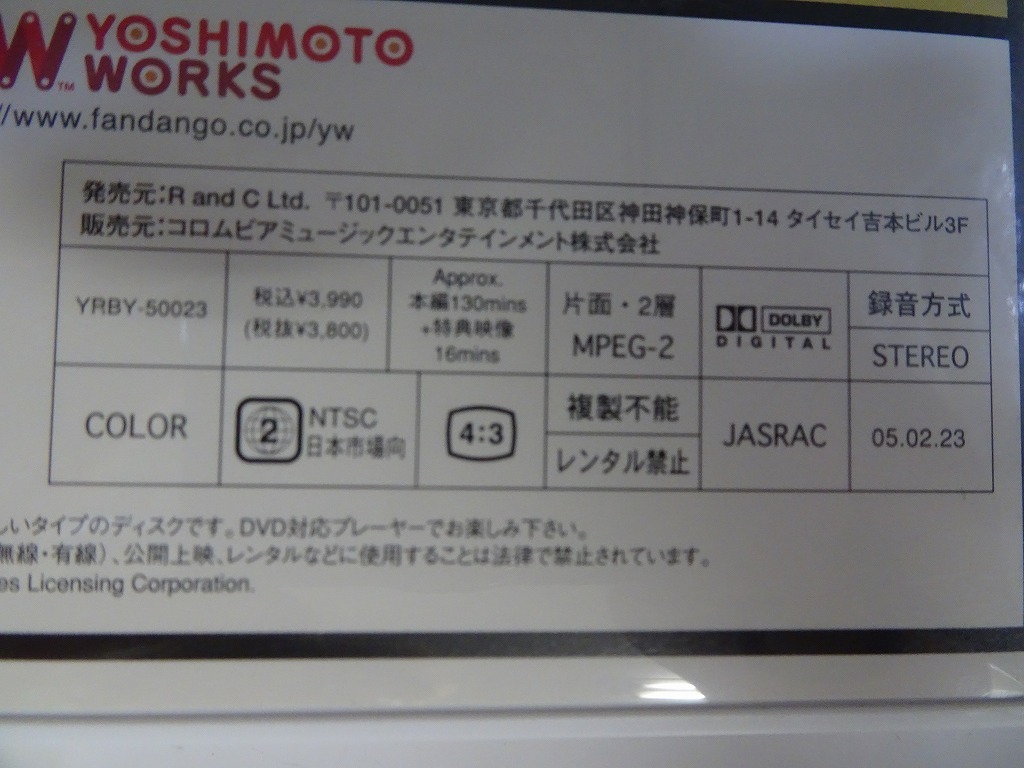 W YOSHIMOTO
WORKS
TM
//www.fandango.co.jp/yw
発売元:R and C Ltd. 〒101-0051 東京都千代田区神田神保町1-14 タイセイ吉本ビル3F
販売元:コロムビアミュージックエンタテインメント株式会社
YRBY-50023
税込¥3,990
(税抜¥3,800)
Approx.
本編130mins
+特典映像
16mins
片面・2層
MPEG-2
DOLBY
DIGITAL
録音方式
STEREO
COLOR
2
NTSC
日本市場向
4:3
複製不能
レンタル禁止
JASRAC
05.02.23
しいタイプのディスクです。DVD対応プレーヤーでお楽しみ下さい。
無線・有線)、公開上映、レンタルなどに使用することは法律で禁止されています。
es Licensing Corporation.